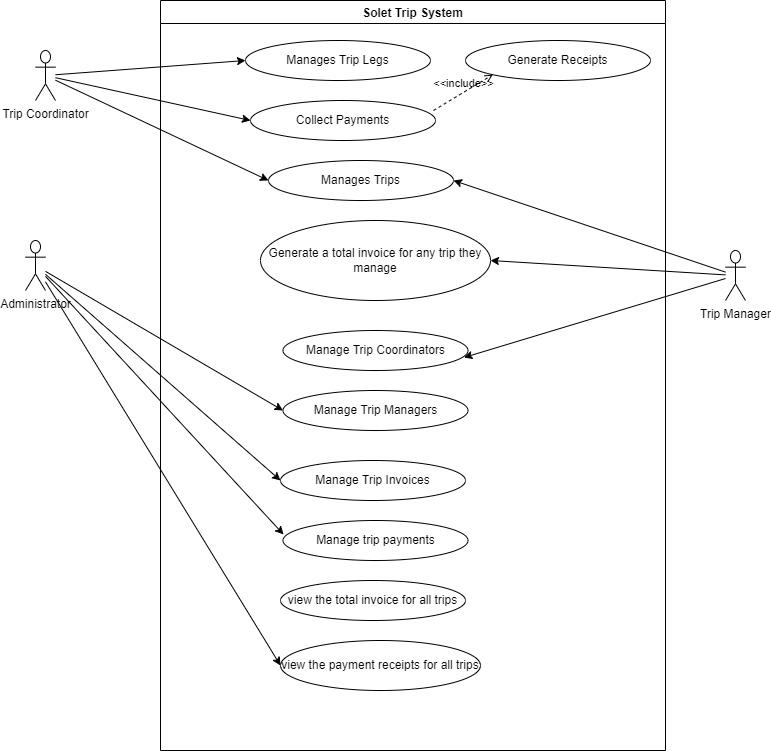 Solet Trip System
Manages Trip Legs
Generate Receipts
<<include>>
Trip Coordinator
Collect Payments
Manages Trips
Generate a total invoice for any trip they
manage
Administrator
Trip Manager
Manage Trip Coordinators
Manage Trip Managers
Manage Trip Invoices
Manage trip payments
view the total invoice for all trips
view the payment receipts for all trips